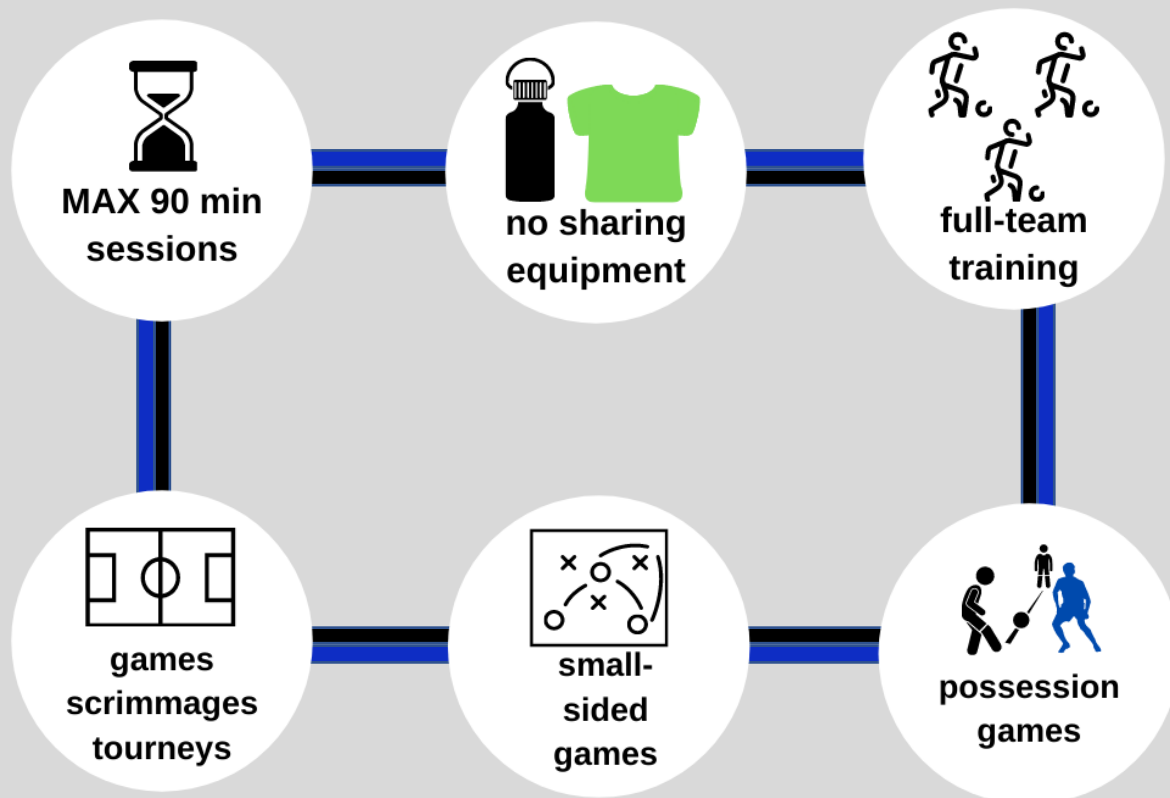 MAX 90 min
sessions
no sharing
equipment
full-team
training
games
scrimmages
tourneys
small-
sided
games
possession
games